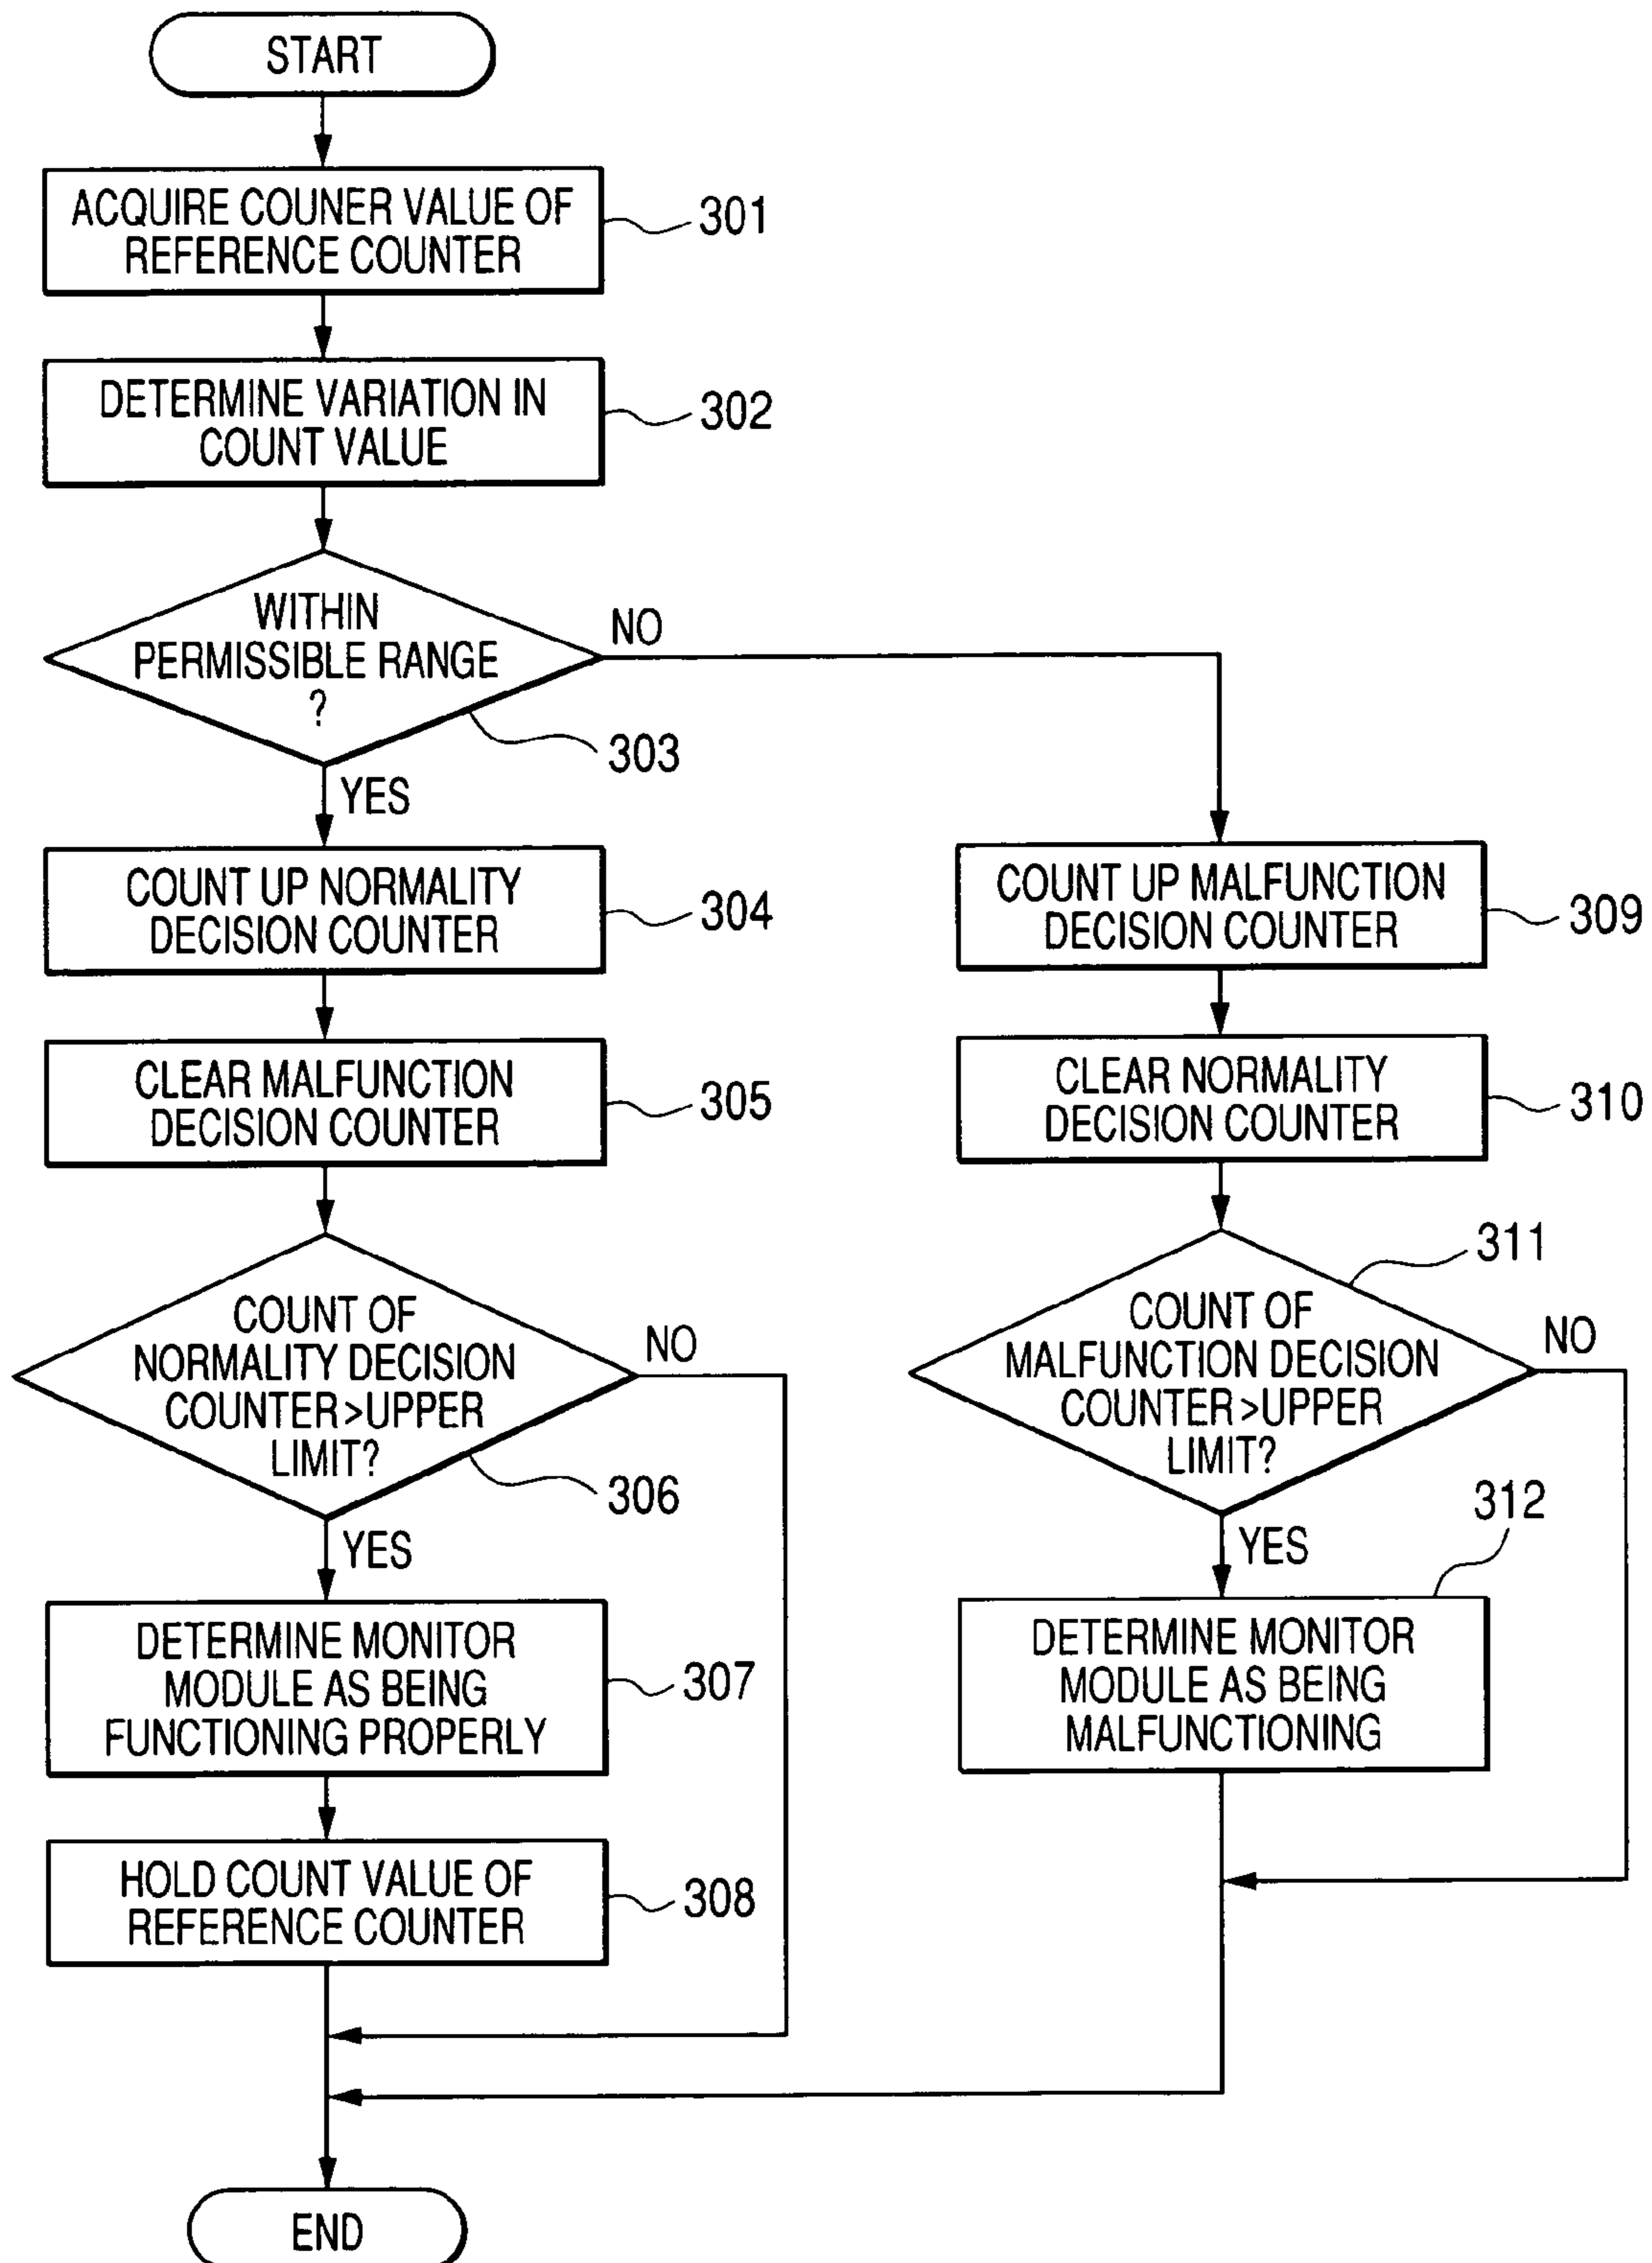 START
ACQUIRE COUNER VALUE OF
REFERENCE COUNTER
301
DETERMINE VARIATION IN
COUNT VALUE
302
WITHIN
PERMISSIBLE RANGE
?
NO
303
YES
COUNT UP NORMALITY
DECISION COUNTER
304
CLEAR MALFUNCTION
DECISION COUNTER
305
COUNT OF
NORMALITY DECISION
COUNTER>UPPER
LIMIT?
NO
306
YES
DETERMINE MONITOR
MODULE AS BEING
FUNCTIONING PROPERLY
307
HOLD COUNT VALUE OF
REFERENCE COUNTER
308
COUNT UP MALFUNCTION
DECISION COUNTER
309
CLEAR NORMALITY
DECISION COUNTER
310
311
COUNT OF
MALFUNCTION DECISION
COUNTER>UPPER
LIMIT?
NO
YES
312
DETERMINE MONITOR
MODULE AS BEING
MALFUNCTIONING
END